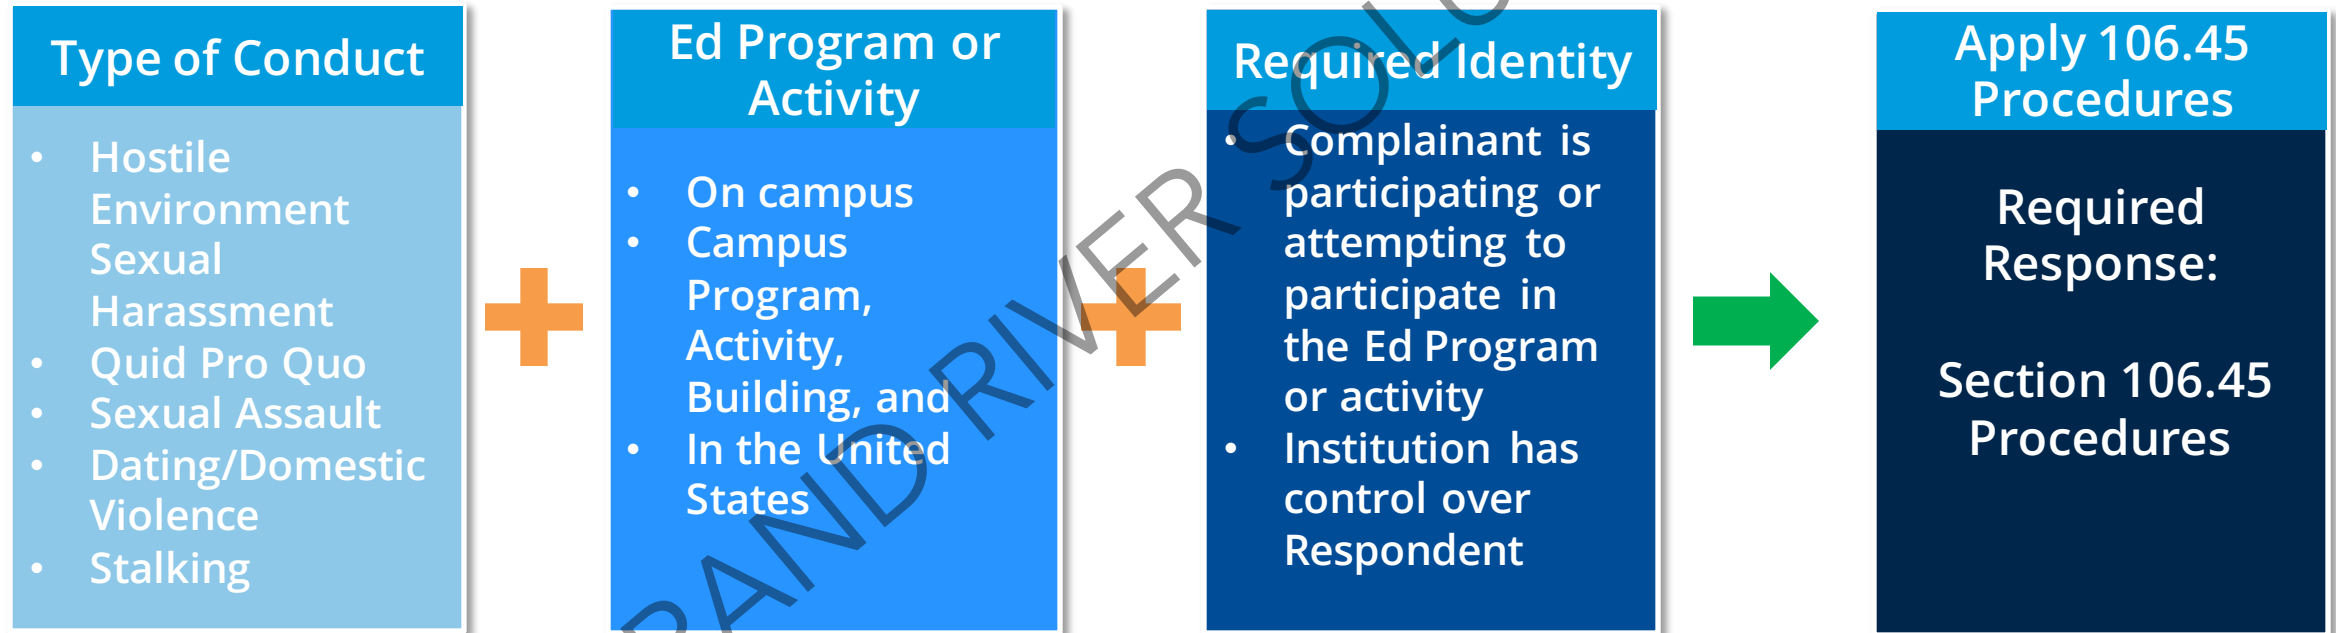 Type of Conduct
• Hostile
Environment
Sexual
Harassment
• Quid Pro Quo
• Sexual Assault
• Dating/Domestic
Violence
• Stalking
Ed Program or
Activity
• On campus
• Campus
Program,
Activity,
Building, and
• In the United
States
Required Identity
• Complainant is
participating or
attempting to
participate in
the Ed Program
or activity
• Institution has
control over
Respondent
Apply 106.45
Procedures
Required
Response:
Section 106.45
Procedures
RAND RIVER SOLU